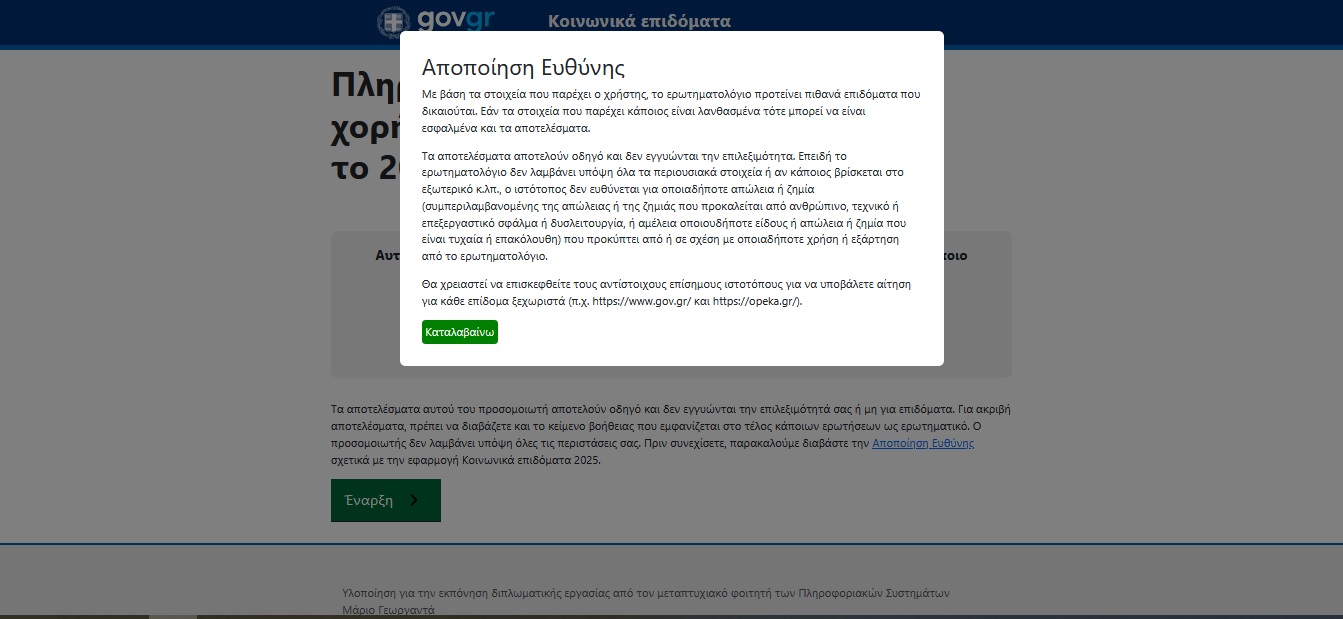 govgr Κοινωνικά επιδόματα
Αποποίηση Ευθύνης
Με βάση τα στοιχεία που παρέχει ο χρήστης, το ερωτηματολόγιο προτείνει πιθανά επιδόματα που
δικαιούται. Εάν τα στοιχεία που παρέχει κάποιος είναι λανθασμένα τότε μπορεί να είναι
εσφαλμένα και τα αποτελέσματα.
Τα αποτελέσματα αποτελούν οδηγό και δεν εγγυώνται την επιλεξιμότητα. Επειδή το
ερωτηματολόγιο δεν λαμβάνει υπόψη όλα τα περιουσιακά στοιχεία ή αν κάποιος βρίσκεται στο
εξωτερικό κ.λπ., ο ιστότοπος δεν ευθύνεται για οποιαδήποτε απώλεια ή ζημία
(συμπεριλαμβανομένης της απώλειας ή της ζημιάς που προκαλείται από ανθρώπινο, τεχνικό ή
επεξεργαστικό σφάλμα ή δυσλειτουργία, ή αμέλεια οποιουδήποτε είδους ή απώλεια ή ζημία που
είναι τυχαία ή επακόλουθη) που προκύπτει από ή σε σχέση με οποιαδήποτε χρήση ή εξάρτηση
από το ερωτηματολόγιο.
Θα χρειαστεί να επισκεφθείτε τους αντίστοιχους επίσημους ιστοτόπους για να υποβάλετε αίτηση
για κάθε επίδομα ξεχωριστά (π.χ. https://www.gov.gr/ και https://opeka.gr/).
Καταλαβαίνω
το
Τα αποτελέσματα αυτού του προσομοιωτή αποτελούν οδηγό και δεν εγγυώνται την επιλεξιμότητά σας ή μη για επιδόματα. Για ακριβή
αποτελέσματα, πρέπει να διαβάζετε και το κείμενο βοήθειας που εμφανίζεται στο τέλος κάποιων ερωτήσεων ως ερωτηματικό. Ο
προσομοιωτής δεν λαμβάνει υπόψη όλες τις περιστάσεις σας. Πριν συνεχίσετε, παρακαλούμε διαβάστε την Αποποίηση Ευθύνης
σχετικά με την εφαρμογή Κοινωνικά επιδόματα 2025.
Έναρξη
Υλοποίηση για την εκπόνηση διπλωματικής εργασίας από τον μεταπτυχιακό φοιτητή των Πληροφοριακών Συστημάτων
Μάριο Γεωργαντά